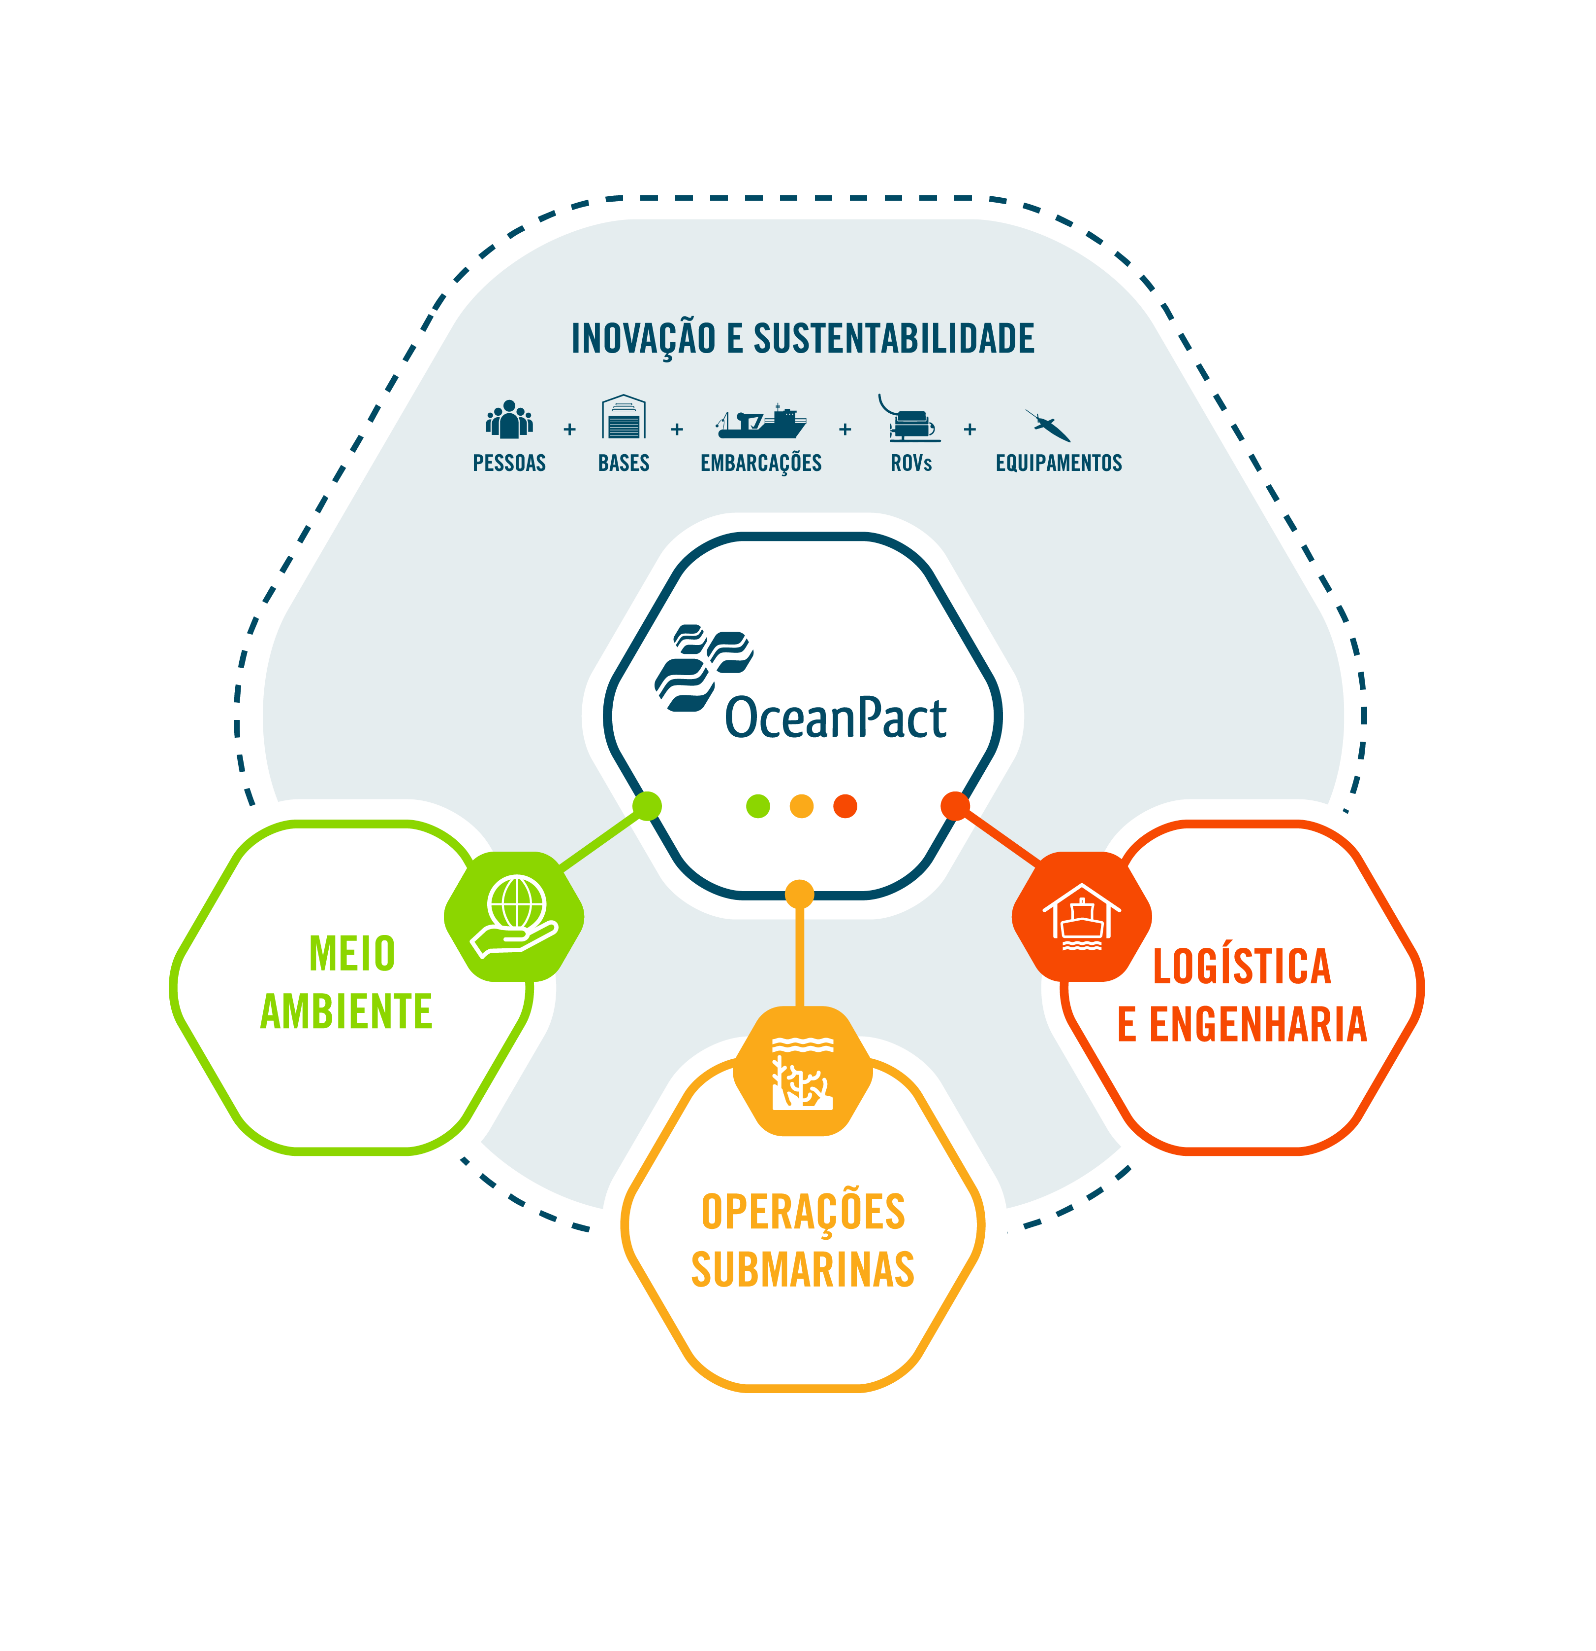 INOVAÇÃO E SUSTENTABILIDADE
PESSOAS + BASES + EMBARCAÇÕES + ROVs + EQUIPAMENTOS
OceanPact
MEIO
AMBIENTE
LOGÍSTICA
E ENGENHARIA
OPERAÇÕES
SUBMARINAS